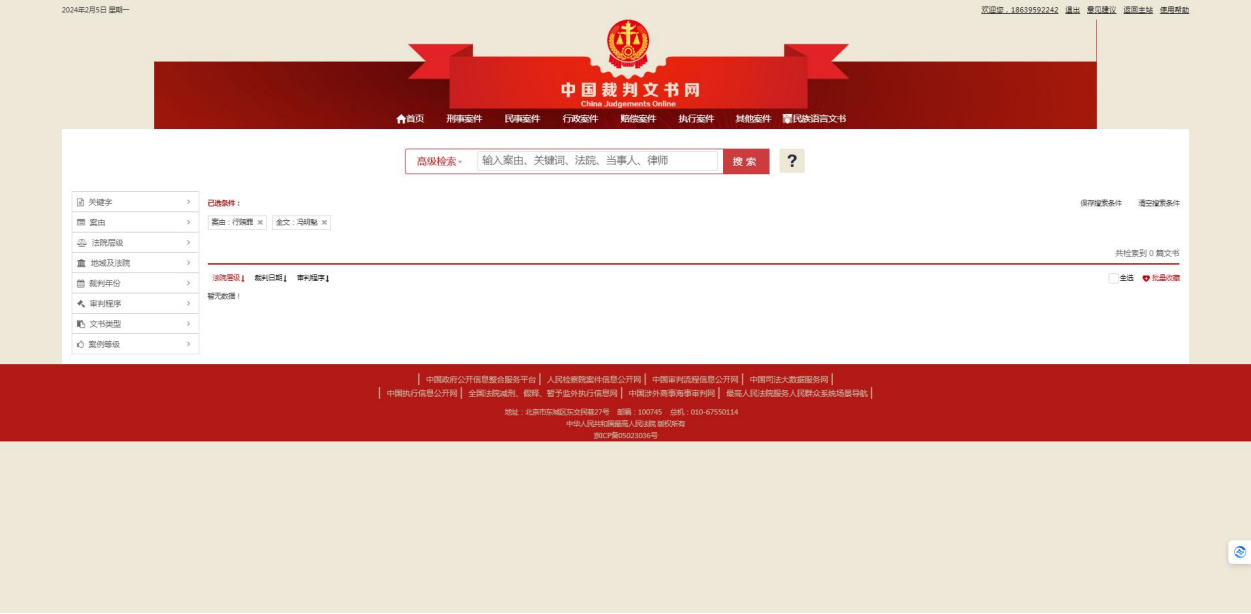 2024年2月5日 星期一
欢迎您，18639592242 退出 意见建议 返回主站 使用帮助
中国裁判文书网
China Judgements Online
首页 刑事案件 民事案件 行政案件 赔偿案件 执行案件 其他案件 民族语言文书
高级检索 输入案由、关键词、法院、当事人、律师 搜索 ?
关键字
案由
法院层级
地域及法院
裁判年份
审判程序
文书类型
案例等级
已选条件： 保存搜索条件 清空搜索条件
案由：行贿罪 × 全文： ×
共检索到 0 篇文书
法院层级 裁判日期 审判程序 全选 批量收藏
暂无数据！
中国政府公开信息整合服务平台 | 人民检察院案件信息公开网 | 中国审判流程信息公开网 | 中国司法大数据服务网 |
中国执行信息公开网 | 全国法院减刑、假释、暂予监外执行信息网 | 中国涉外商事海事审判网 | 最高人民法院服务人民群众系统场景导航 |
地址：北京市东城区东交民巷27号 邮编：100745 总机：010-67550114
中华人民共和国最高人民法院 版权所有
京ICP备05023036号